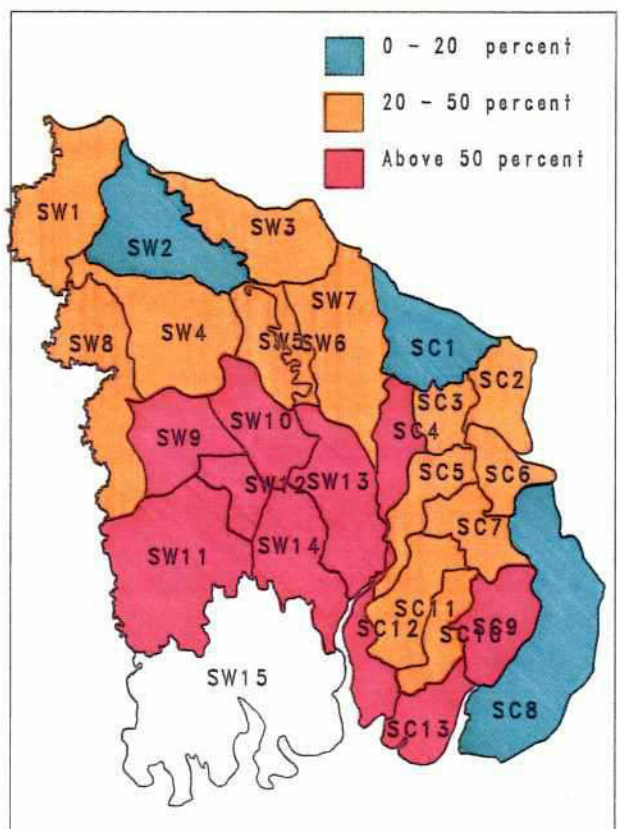 0 - 20 percent
20 - 50 percent
Above 50 percent
SW1
SW2
SW3
SW7
SW8
SW4
SW5
SW6
SC1
SC2
SC3
SC4
SW9
SW10
SC5
SC6
SW12
SW13
SC7
SW11
SW14
SC11
SC12
SC10
SC9
SW15
SC8
SC13